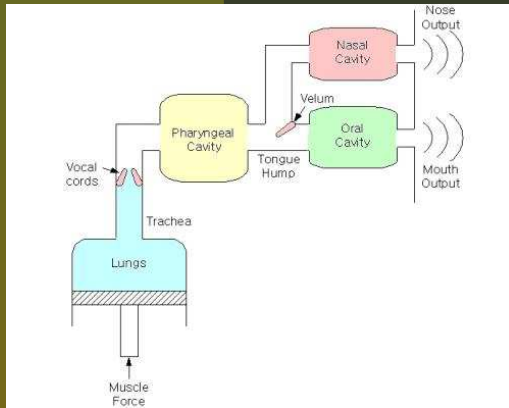 Nose
Output
Nasal
Cavity
Velum
Pharyngeal
Cavity
Oral
Cavity
Tongue
Hump
Mouth
Output
Vocal
cords
Trachea
Lungs
Muscle
Force